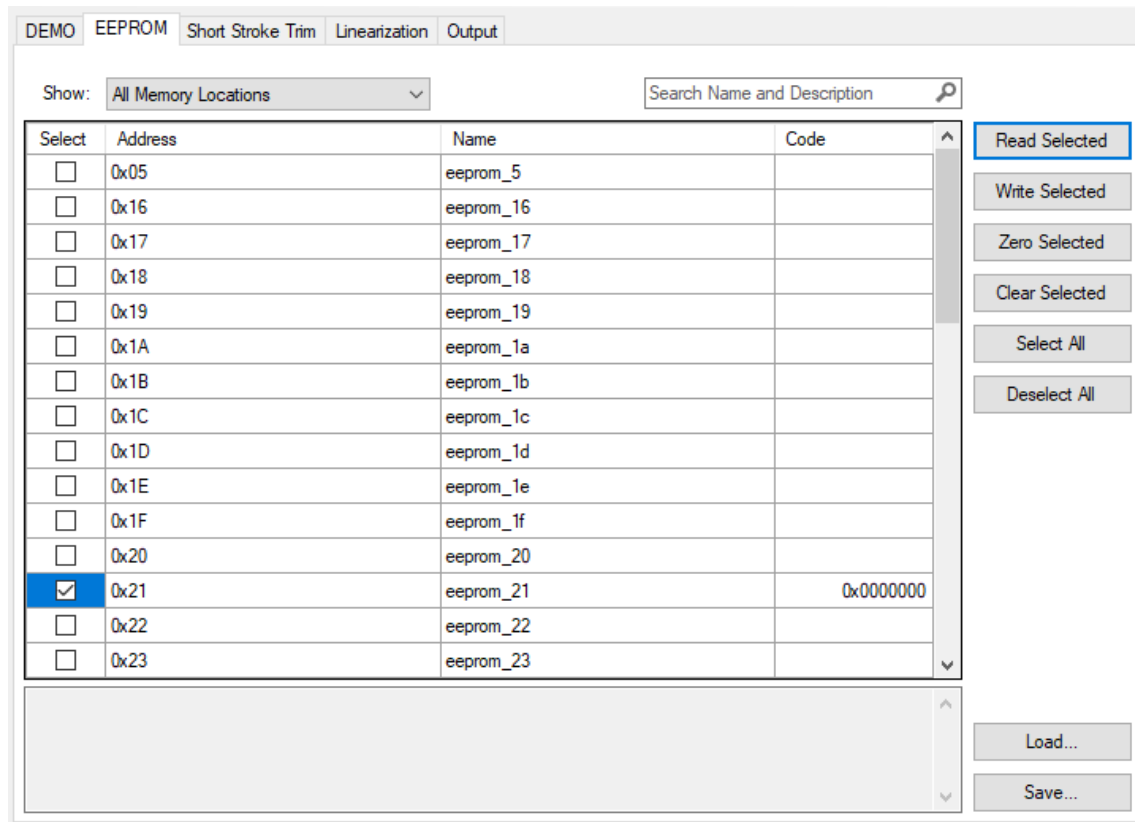 DEMO EEPROM Short Stroke Trim Linearization Output
Show: All Memory Locations Search Name and Description
Select Address Name Code Read Selected
0x05 eeprom_5
0x16 eeprom_16 Write Selected
0x17 eeprom_17 Zero Selected
0x18 eeprom_18 Clear Selected
0x19 eeprom_19
0x1A eeprom_1a Select All
0x1B eeprom_1b Deselect All
0x1C eeprom_1c
0x1D eeprom_1d
0x1E eeprom_1e
0x1F eeprom_1f
0x20 eeprom_20
0x21 eeprom_21 0x0000000
0x22 eeprom_22
0x23 eeprom_23
Load...
Save...